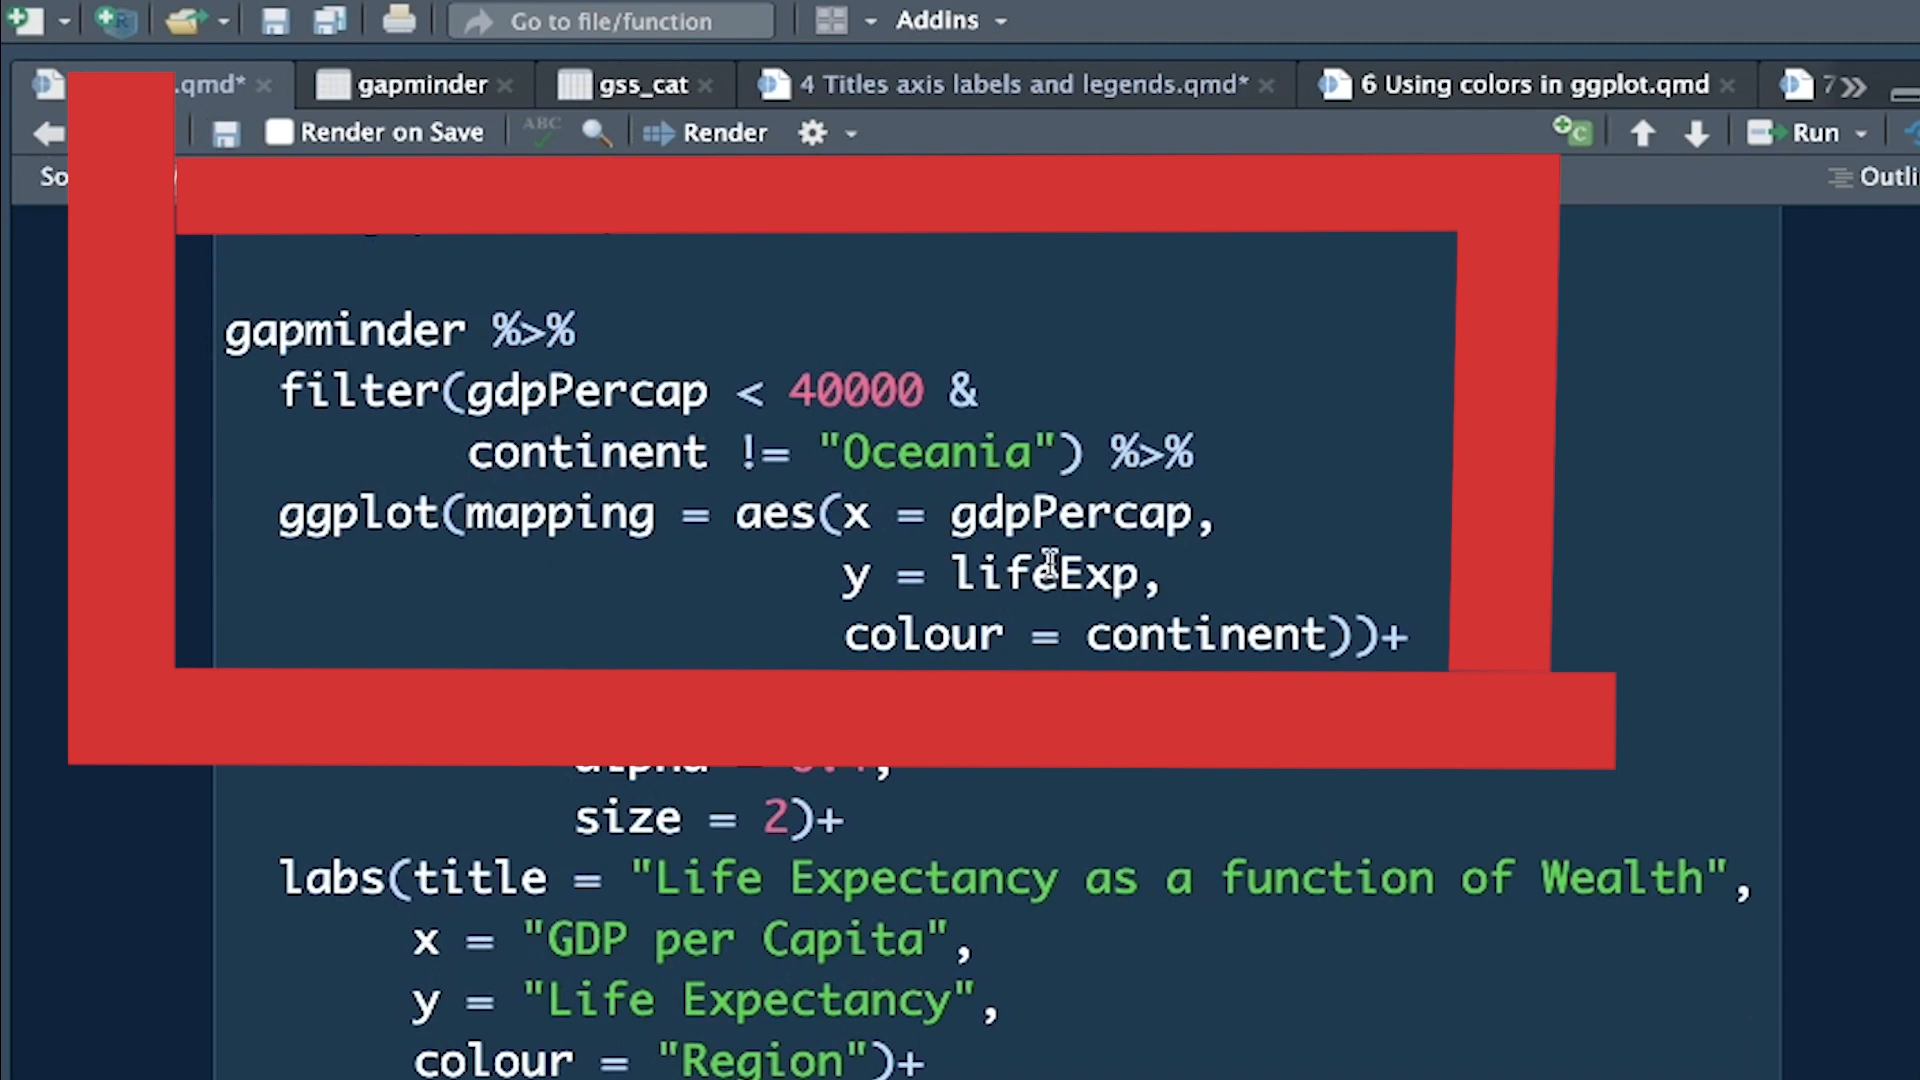 Go to file/function
Addins
.qmd*
gapminder
gss_cat
4 Titles axis labels and legends.qmd*
6 Using colors in ggplot.qmd
7
Render on Save
ABC
Render
Run
gapminder %>%
filter(gdpPercap < 40000 &
continent != "Oceania") %>%
ggplot(mapping = aes(x = gdpPercap,
y = lifeExp,
colour = continent))+
size = 2)+
labs(title = "Life Expectancy as a function of Wealth",
x = "GDP per Capita",
y = "Life Expectancy",
colour = "Region")+